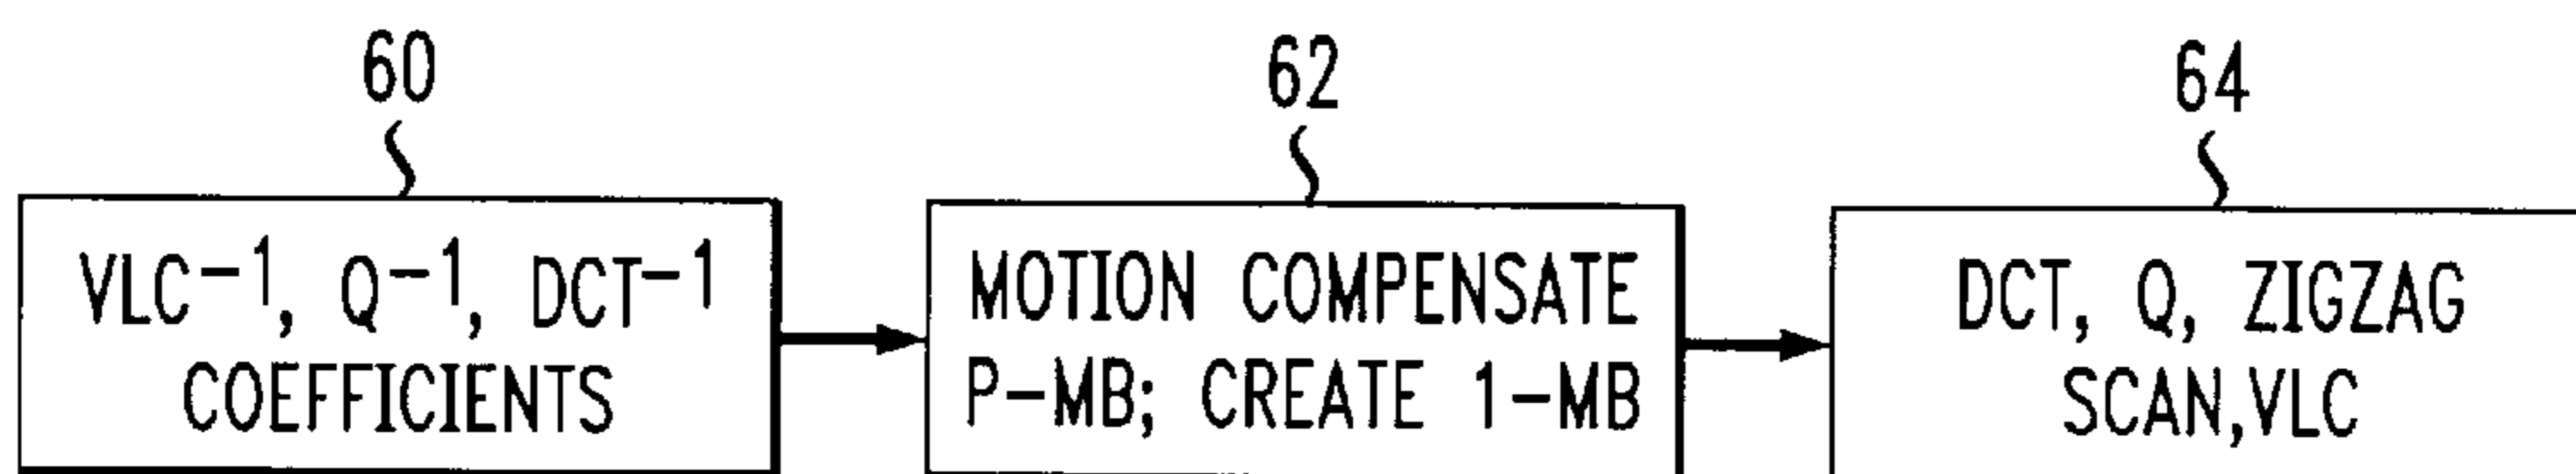 60
62
64
VLC⁻¹, Q⁻¹, DCT⁻¹
COEFFICIENTS
MOTION COMPENSATE
P-MB; CREATE 1-MB
DCT, Q, ZIGZAG
SCAN,VLC